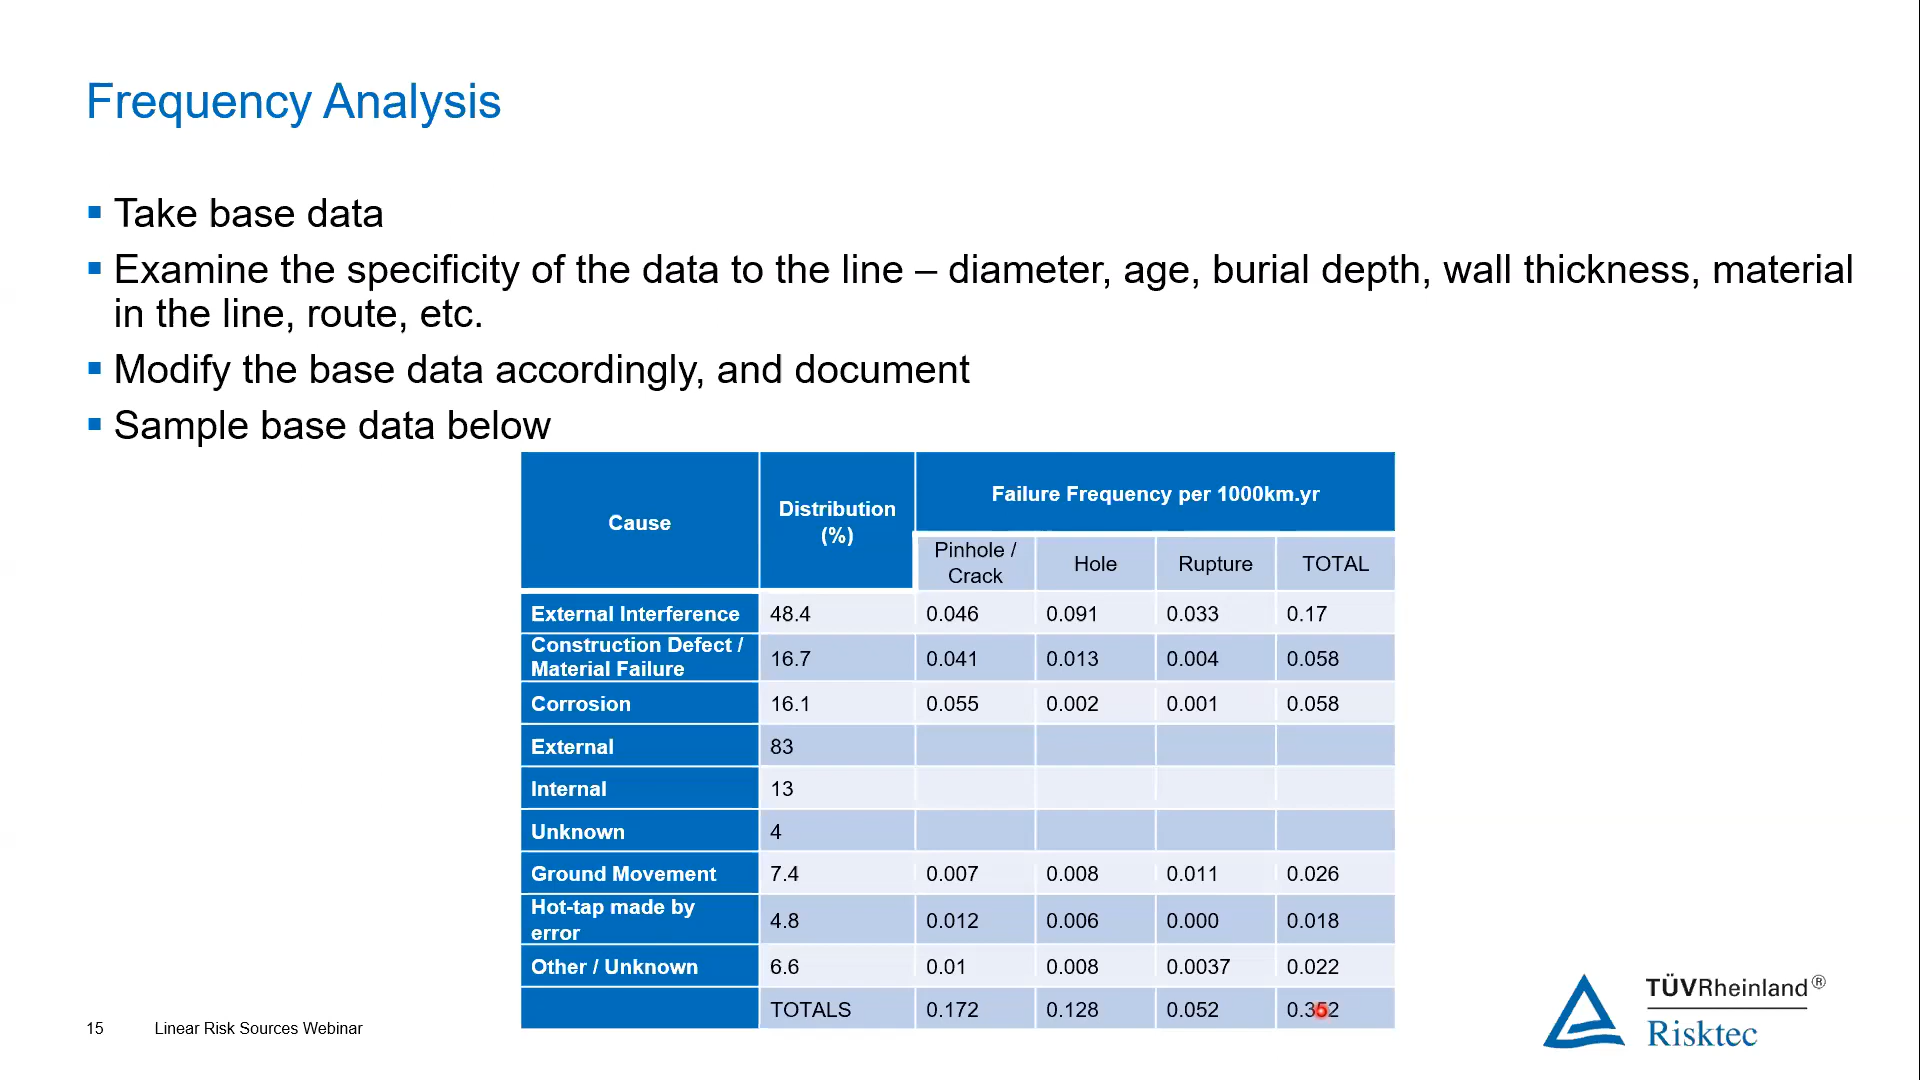 Frequency Analysis
Take base data
Examine the specificity of the data to the line – diameter, age, burial depth, wall thickness, material
in the line, route, etc.
Modify the base data accordingly, and document
Sample base data below
Cause Distribution (%) Failure Frequency per 1000km.yr
Pinhole / Crack Hole Rupture TOTAL
External Interference 48.4 0.046 0.091 0.033 0.17
Construction Defect / Material Failure 16.7 0.041 0.013 0.004 0.058
Corrosion 16.1 0.055 0.002 0.001 0.058
External 83
Internal 13
Unknown 4
Ground Movement 7.4 0.007 0.008 0.011 0.026
Hot-tap made by error 4.8 0.012 0.006 0.000 0.018
Other / Unknown 6.6 0.01 0.008 0.0037 0.022
TOTALS 0.172 0.128 0.052 0.352
15 Linear Risk Sources Webinar
TÜVRheinland®
Risktec